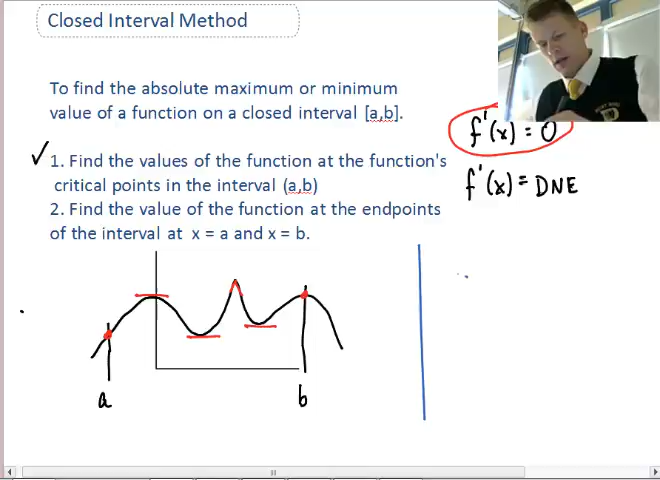 Closed Interval Method
To find the absolute maximum or minimum
value of a function on a closed interval [a,b].
f'(x) = 0
1. Find the values of the function at the function's
critical points in the interval (a,b)
f'(x) = DNE
2. Find the value of the function at the endpoints
of the interval at x = a and x = b.
a
b